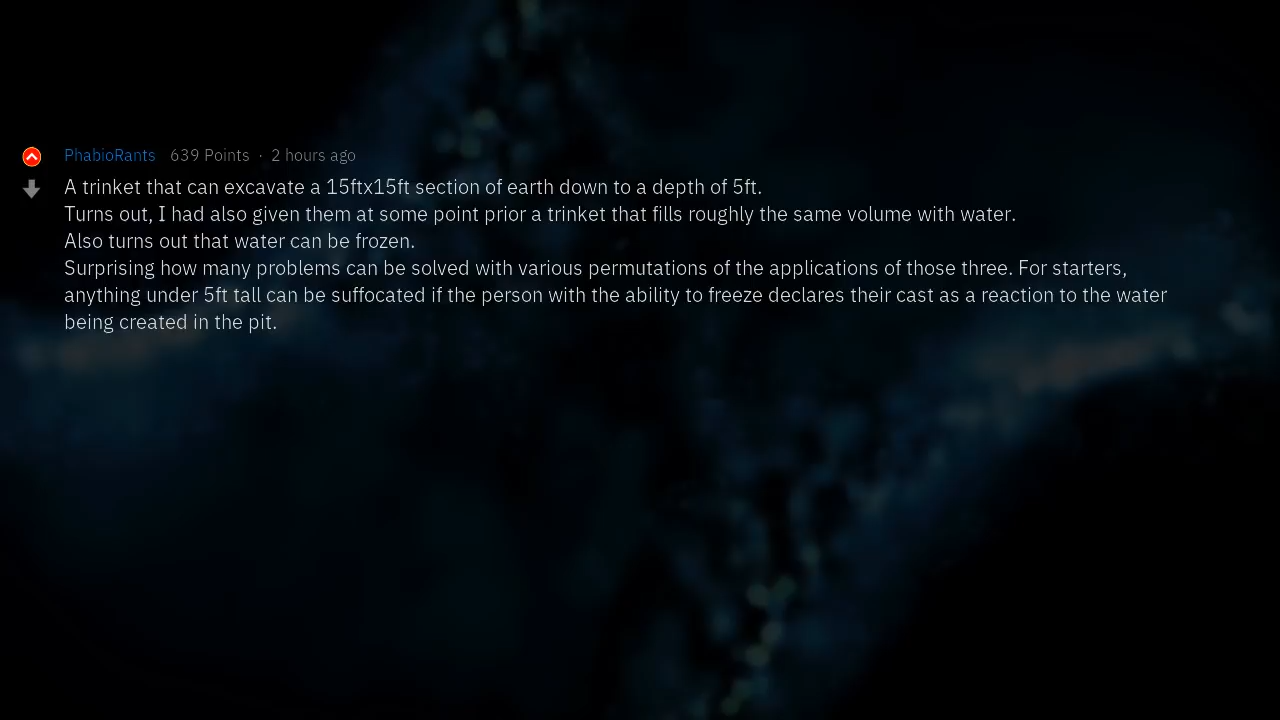 PhabioRants 639 Points · 2 hours ago
A trinket that can excavate a 15ftx15ft section of earth down to a depth of 5ft.
Turns out, I had also given them at some point prior a trinket that fills roughly the same volume with water.
Also turns out that water can be frozen.
Surprising how many problems can be solved with various permutations of the applications of those three. For starters,
anything under 5ft tall can be suffocated if the person with the ability to freeze declares their cast as a reaction to the water
being created in the pit.